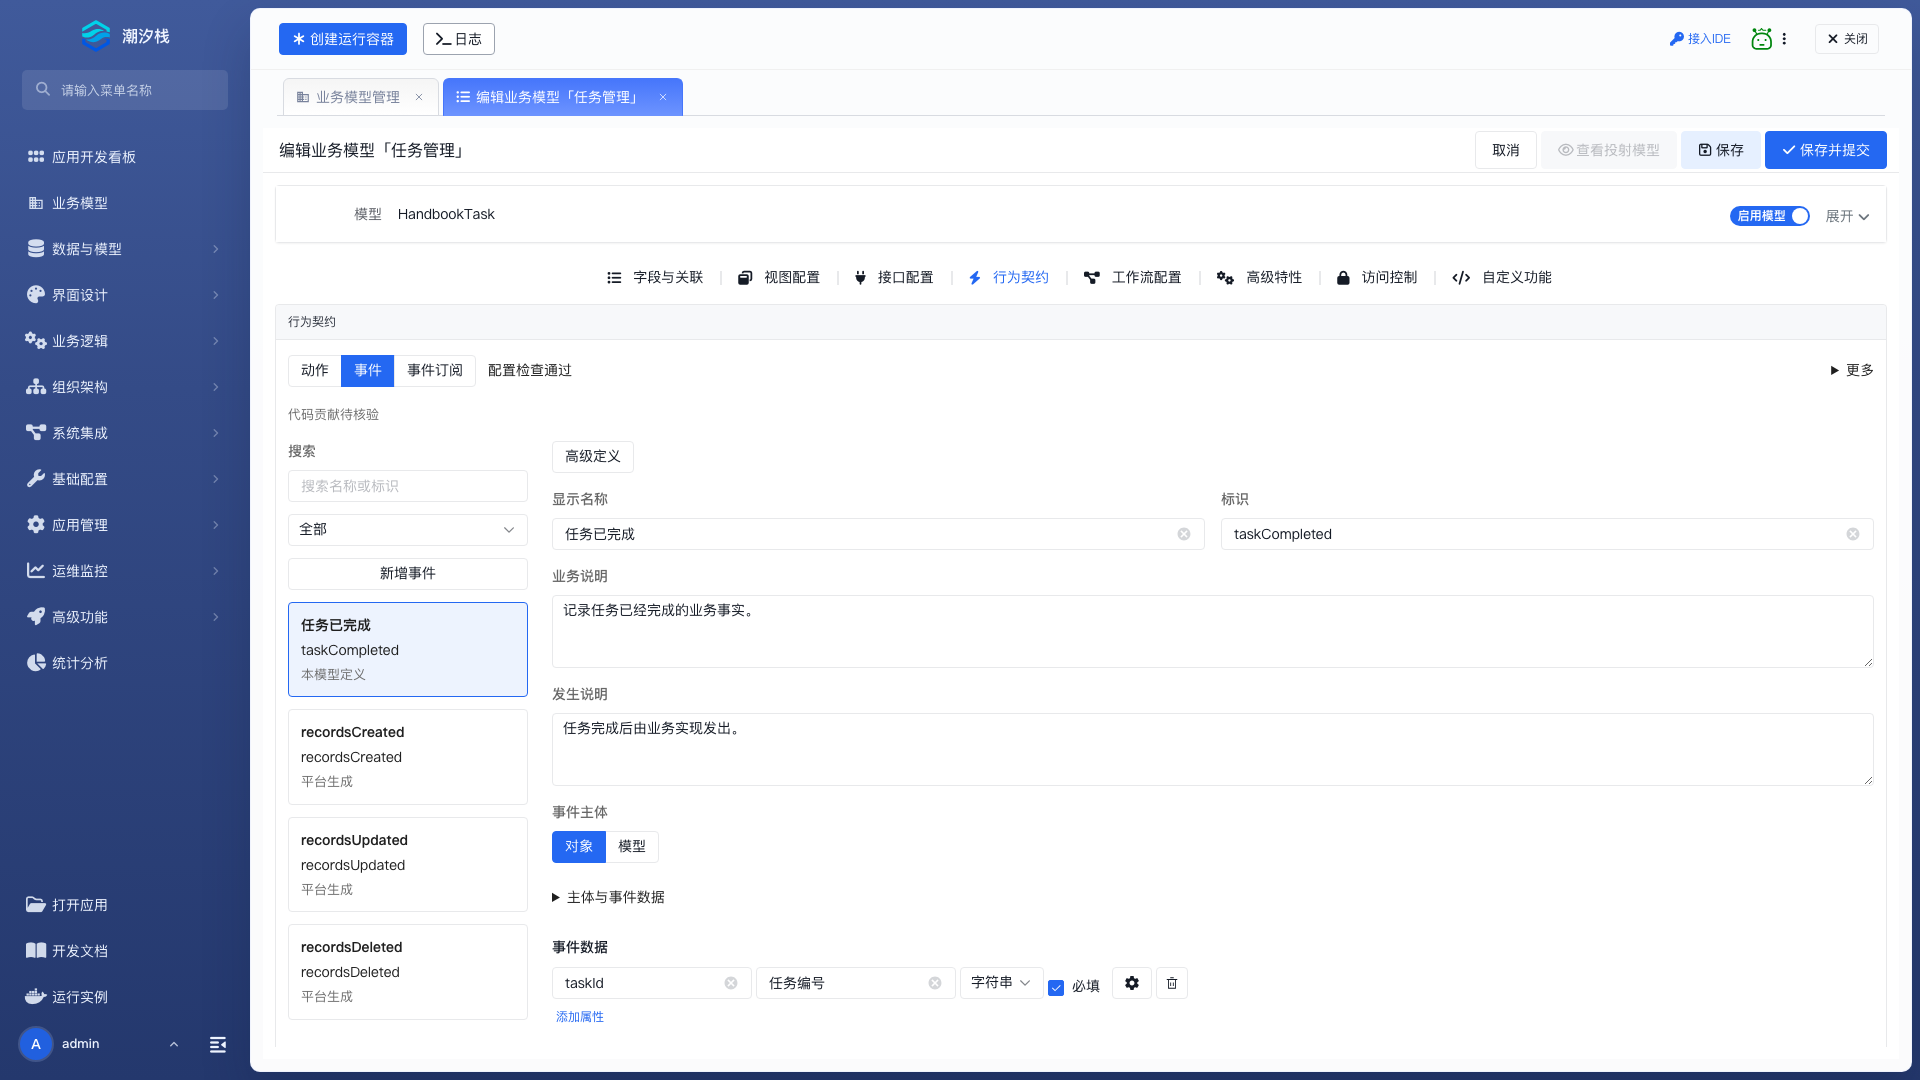 潮汐栈
请输入菜单名称
应用开发看板
业务模型
数据与模型
界面设计
业务逻辑
组织架构
系统集成
基础配置
应用管理
运维监控
高级功能
统计分析
打开应用
开发文档
运行实例
A admin
创建运行容器 日志
接入IDE 关闭
业务模型管理 编辑业务模型「任务管理」
编辑业务模型「任务管理」
取消 查看投射模型 保存 保存并提交
模型 HandbookTask
启用模型 展开
字段与关联 视图配置 接口配置 行为契约 工作流配置 高级特性 访问控制 自定义功能
行为契约
动作 事件 事件订阅 配置检查通过
更多
代码贡献待核验
搜索
搜索名称或标识
全部
新增事件
任务已完成
taskCompleted
本模型定义
recordsCreated
recordsCreated
平台生成
recordsUpdated
recordsUpdated
平台生成
recordsDeleted
recordsDeleted
平台生成
高级定义
显示名称 标识
任务已完成 taskCompleted
业务说明
记录任务已经完成的业务事实。
发生说明
任务完成后由业务实现发出。
事件主体
对象 模型
主体与事件数据
事件数据
taskId 任务编号 字符串 必填
添加属性